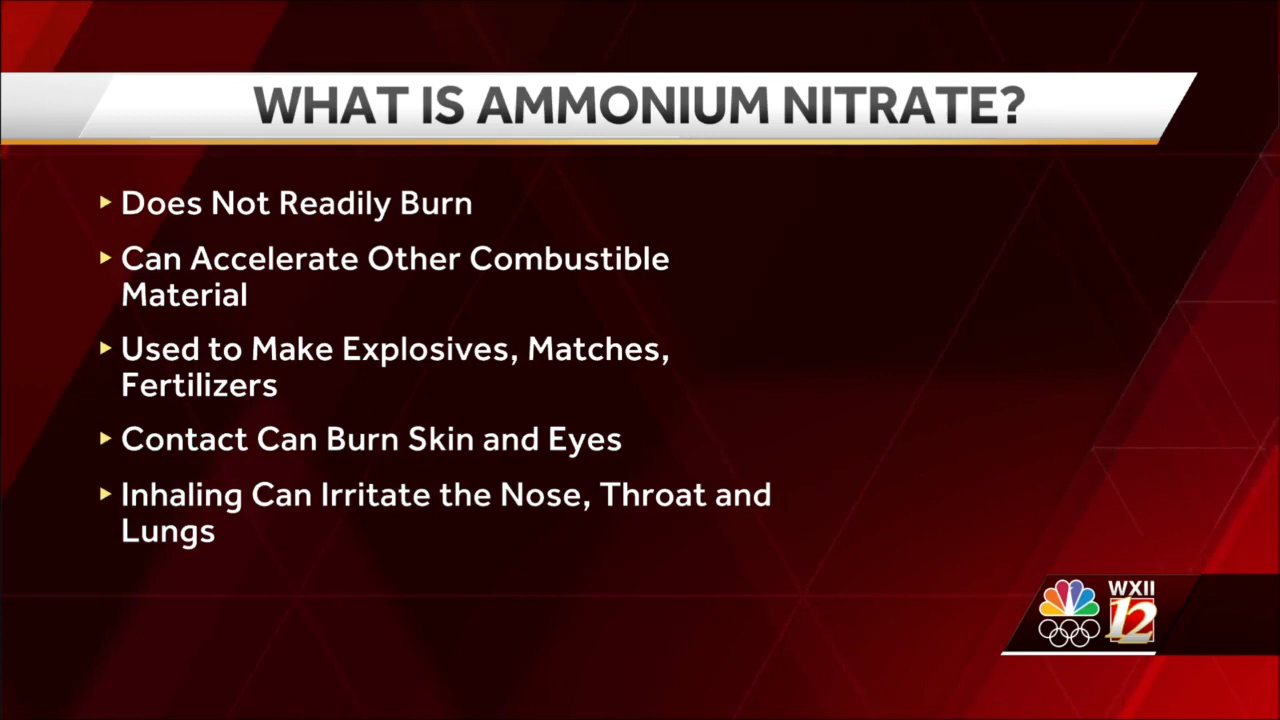 WHAT IS AMMONIUM NITRATE?
Does Not Readily Burn
Can Accelerate Other Combustible
Material
Used to Make Explosives, Matches,
Fertilizers
Contact Can Burn Skin and Eyes
Inhaling Can Irritate the Nose, Throat and
Lungs
WXII
12